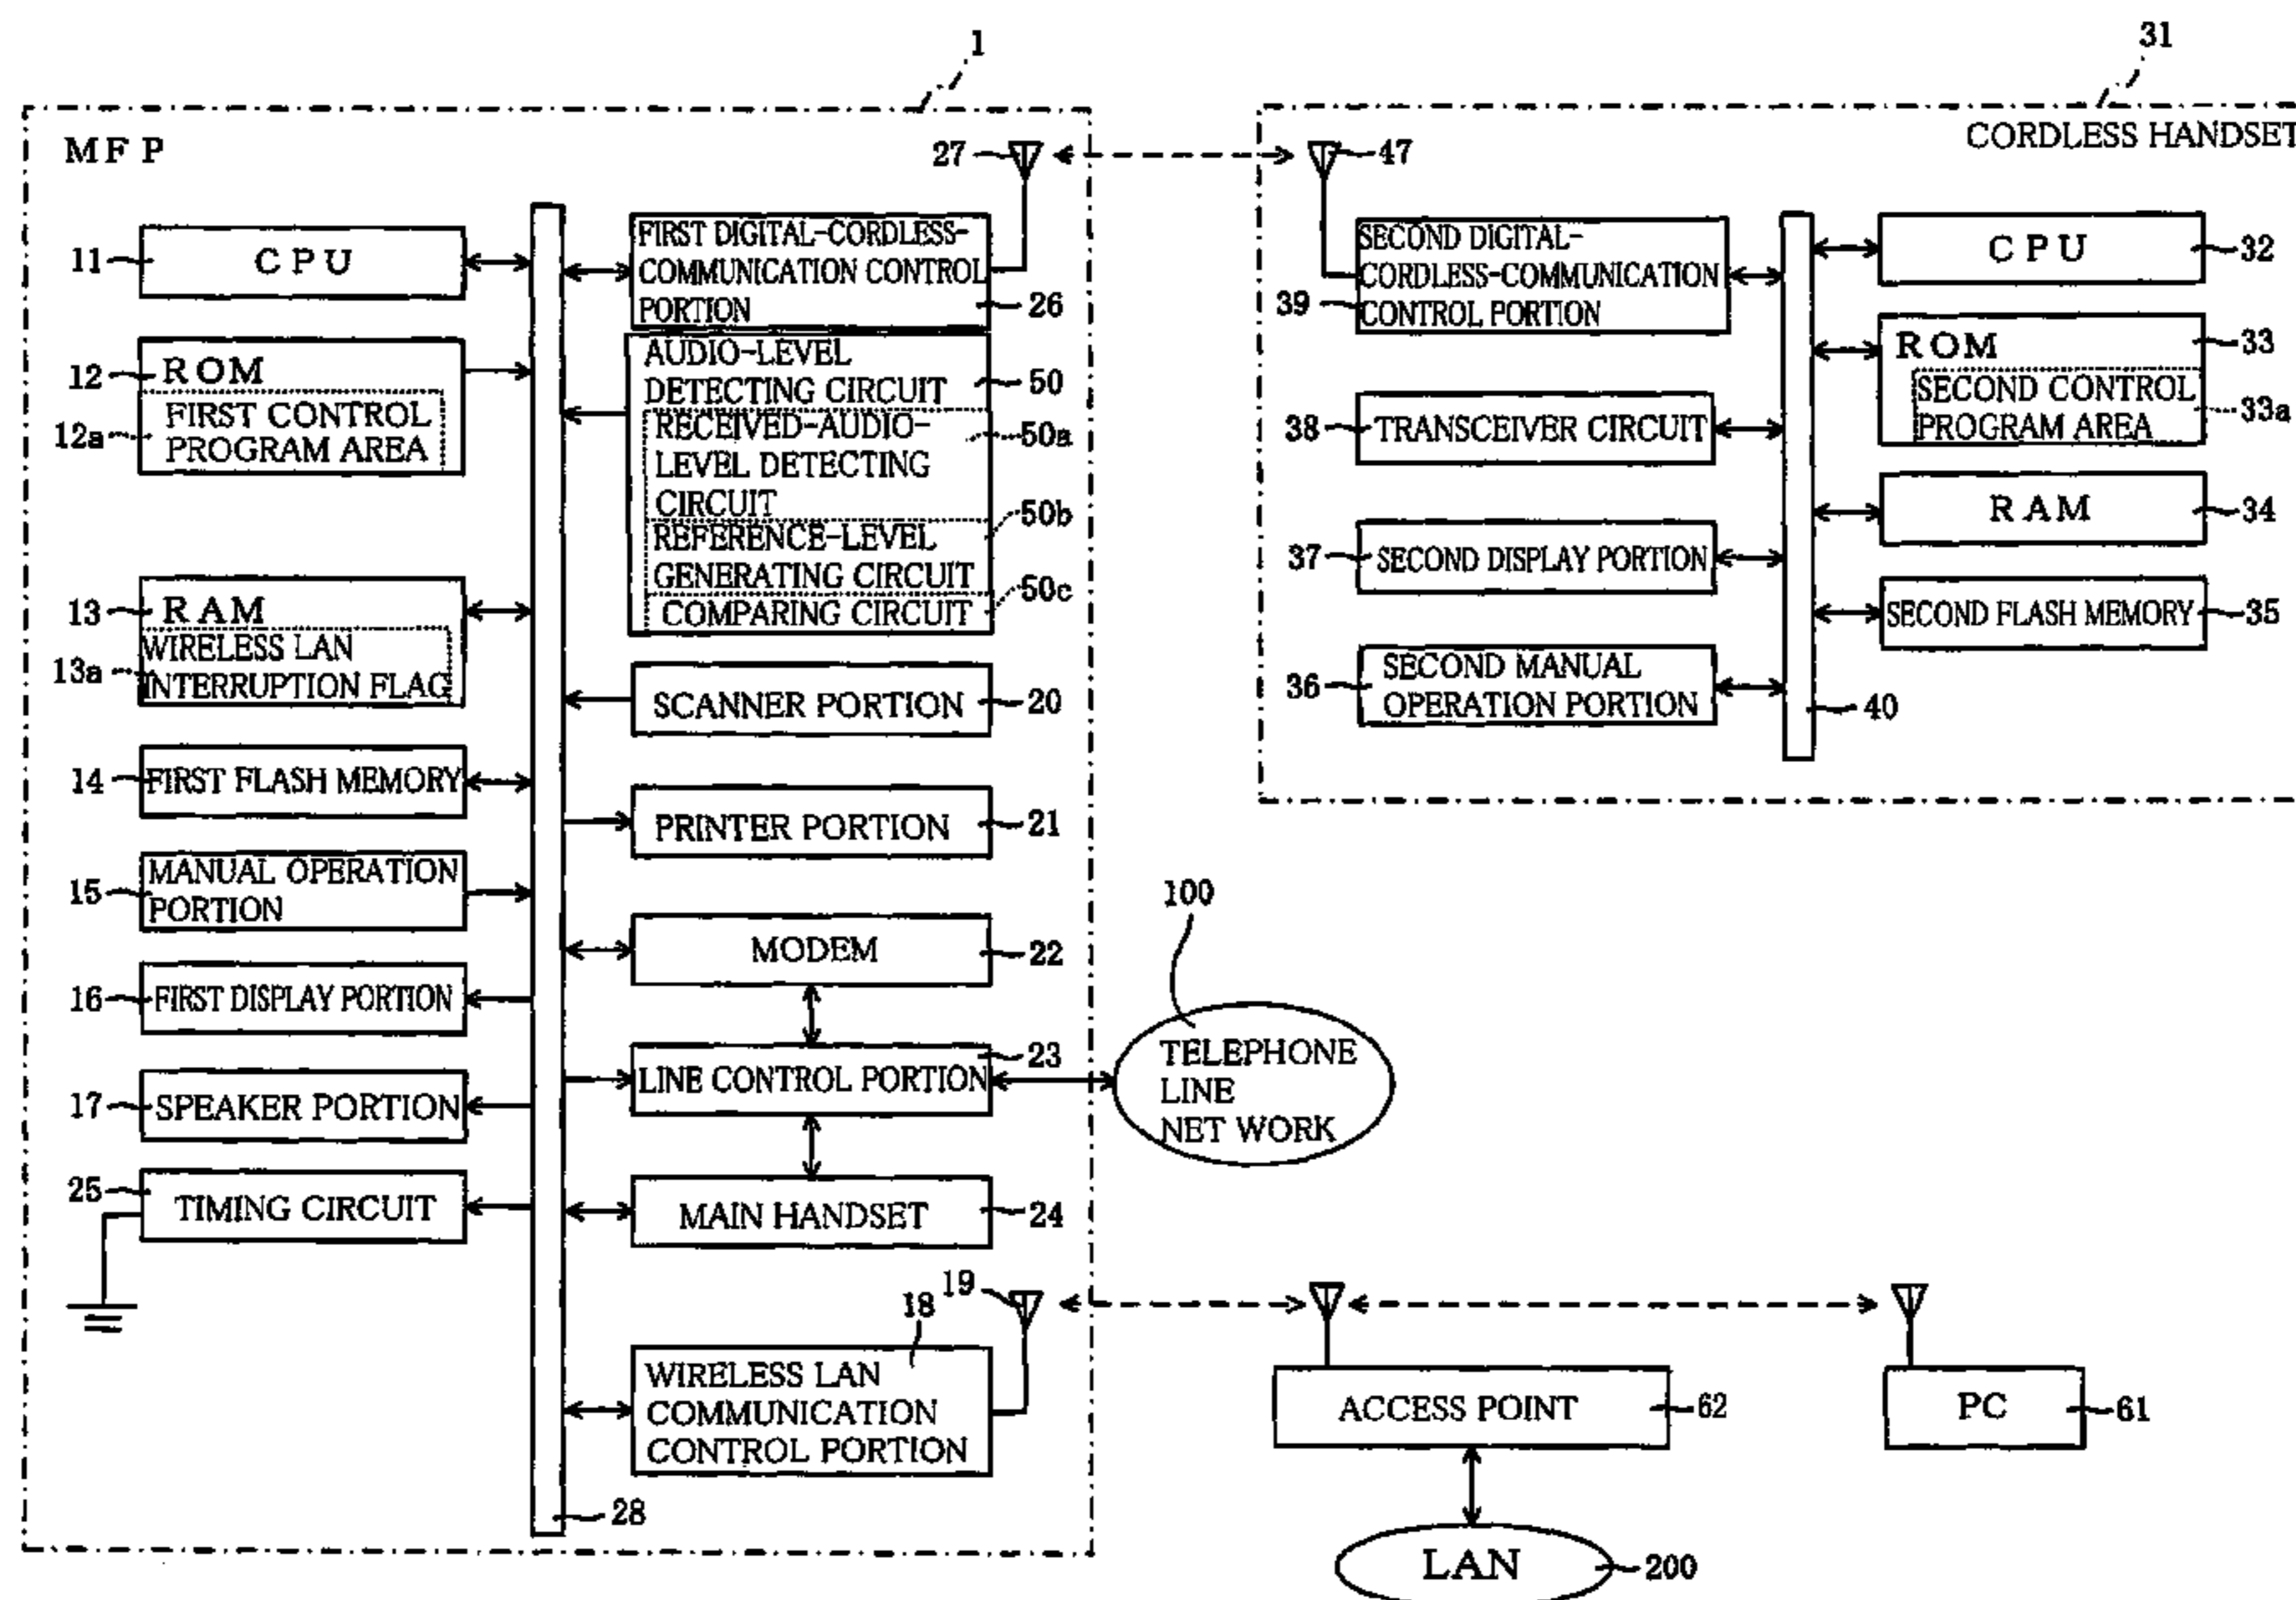 1
MFP
27
11
CPU
FIRST DIGITAL-CORDLESS-
COMMUNICATION CONTROL
PORTION
26
12
ROM
12a
FIRST CONTROL
PROGRAM AREA
AUDIO-LEVEL
DETECTING CIRCUIT
50
RECEIVED-AUDIO-
LEVEL DETECTING
CIRCUIT
50a
REFERENCE-LEVEL
GENERATING CIRCUIT
50b
COMPARING CIRCUIT
50c
13
RAM
13a
WIRELESS LAN
INTERRUPTION FLAG
SCANNER PORTION
20
14
FIRST FLASH MEMORY
PRINTER PORTION
21
15
MANUAL OPERATION
PORTION
MODEM
22
16
FIRST DISPLAY PORTION
LINE CONTROL PORTION
23
17
SPEAKER PORTION
25
TIMING CIRCUIT
MAIN HANDSET
24
18
19
WIRELESS LAN
COMMUNICATION
CONTROL PORTION
28
31
CORDLESS HANDSET
47
SECOND DIGITAL-
CORDLESS-COMMUNICATION
CONTROL PORTION
39
CPU
32
ROM
33
SECOND CONTROL
PROGRAM AREA
33a
38
TRANSCEIVER CIRCUIT
RAM
34
37
SECOND DISPLAY PORTION
SECOND FLASH MEMORY
35
36
SECOND MANUAL
OPERATION PORTION
40
100
TELEPHONE
LINE
NET WORK
ACCESS POINT
62
PC
61
LAN
200